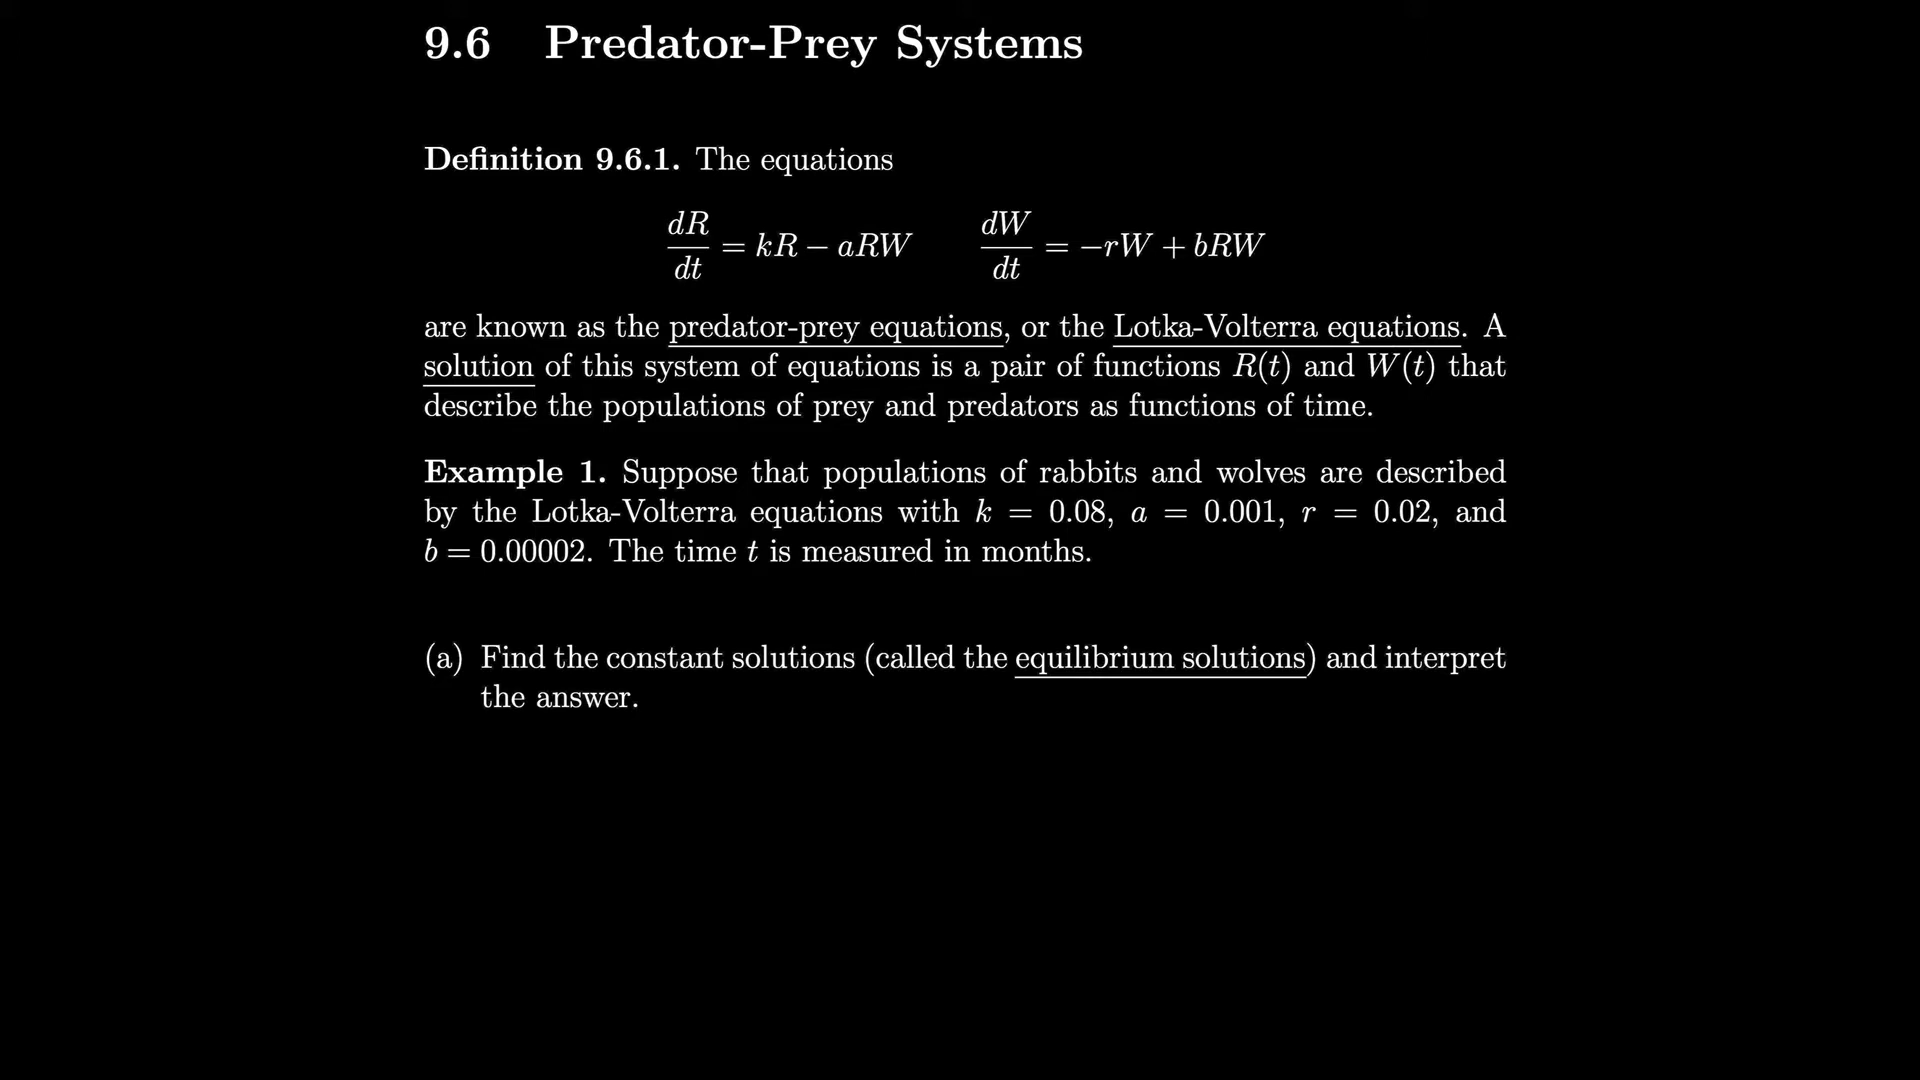 9.6 Predator-Prey Systems
Definition 9.6.1. The equations
dR/dt = kR − aRW dW/dt = −rW + bRW
are known as the predator-prey equations, or the Lotka-Volterra equations. A
solution of this system of equations is a pair of functions R(t) and W(t) that
describe the populations of prey and predators as functions of time.
Example 1. Suppose that populations of rabbits and wolves are described
by the Lotka-Volterra equations with k = 0.08, a = 0.001, r = 0.02, and
b = 0.00002. The time t is measured in months.
(a) Find the constant solutions (called the equilibrium solutions) and interpret
the answer.